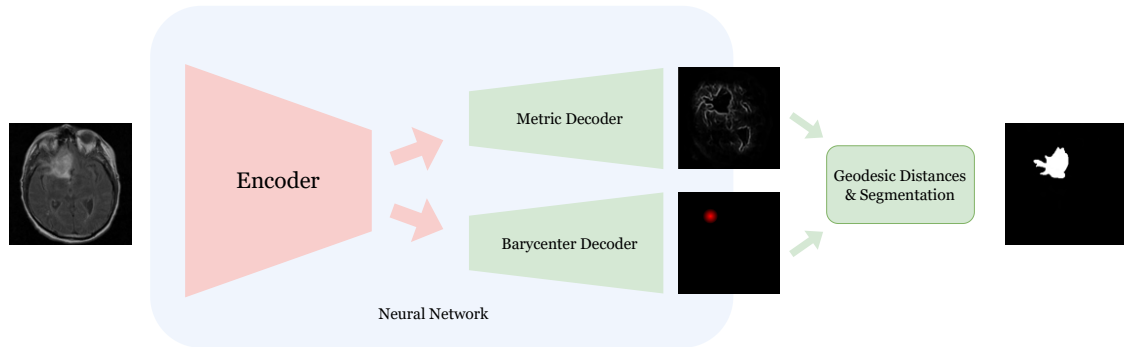 Encoder
Metric Decoder
Barycenter Decoder
Neural Network
Geodesic Distances
& Segmentation